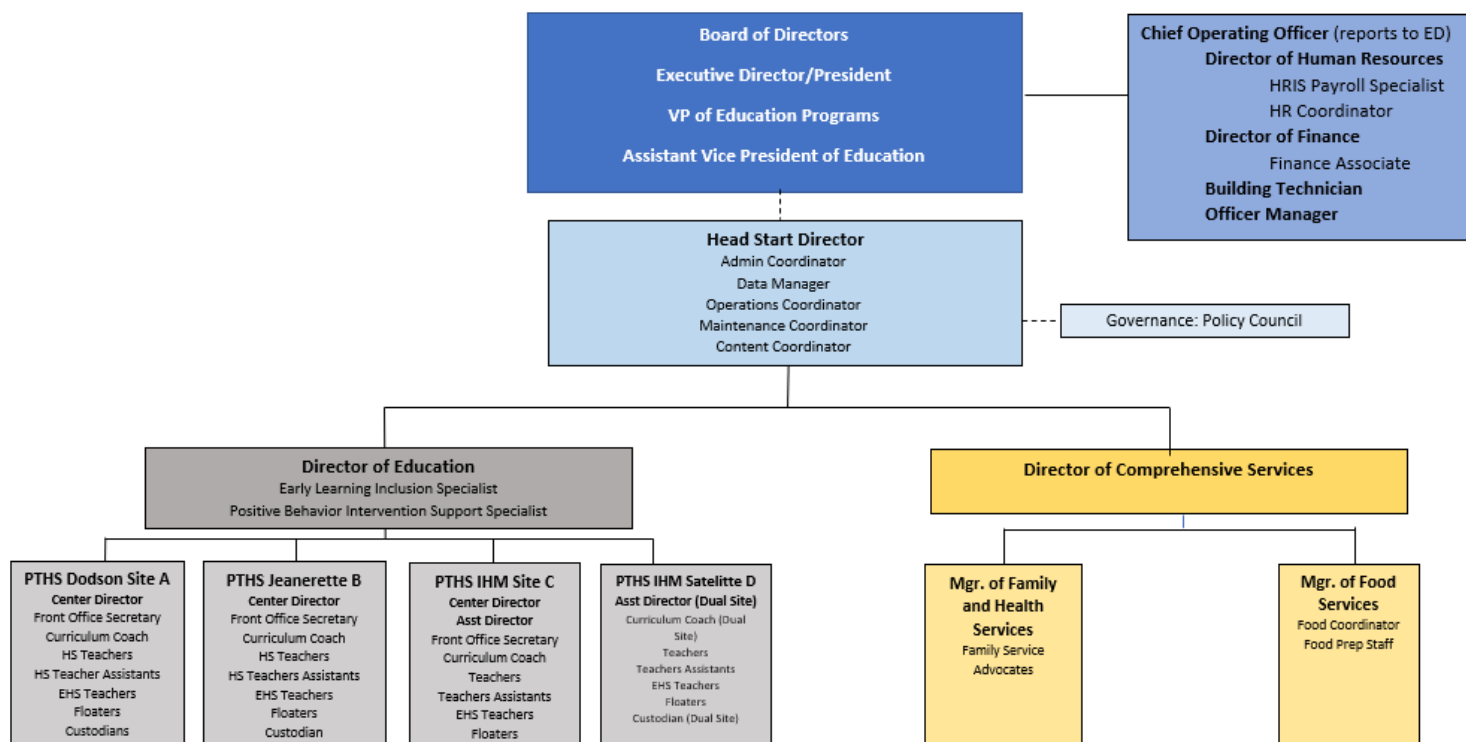 Board of Directors
Executive Director/President
VP of Education Programs
Assistant Vice President of Education
Chief Operating Officer (reports to ED)
Director of Human Resources
HRIS Payroll Specialist
HR Coordinator
Director of Finance
Finance Associate
Building Technician
Officer Manager
Head Start Director
Admin Coordinator
Data Manager
Operations Coordinator
Maintenance Coordinator
Content Coordinator
Governance: Policy Council
Director of Education
Early Learning Inclusion Specialist
Positive Behavior Intervention Support Specialist
Director of Comprehensive Services
PTHS Dodson Site A
Center Director
Front Office Secretary
Curriculum Coach
HS Teachers
HS Teacher Assistants
EHS Teachers
Floaters
Custodians
PTHS Jeanerette B
Center Director
Front Office Secretary
Curriculum Coach
HS Teachers
HS Teachers Assistants
EHS Teachers
Floaters
Custodian
PTHS IHM Site C
Center Director
Asst Director
Front Office Secretary
Curriculum Coach
Teachers
Teachers Assistants
EHS Teachers
Floaters
PTHS IHM Satelitte D
Asst Director (Dual Site)
Curriculum Coach (Dual
Site)
Teachers
Teachers Assistants
EHS Teachers
Floaters
Custodian (Dual Site)
Mgr. of Family
and Health
Services
Family Service
Advocates
Mgr. of Food
Services
Food Coordinator
Food Prep Staff